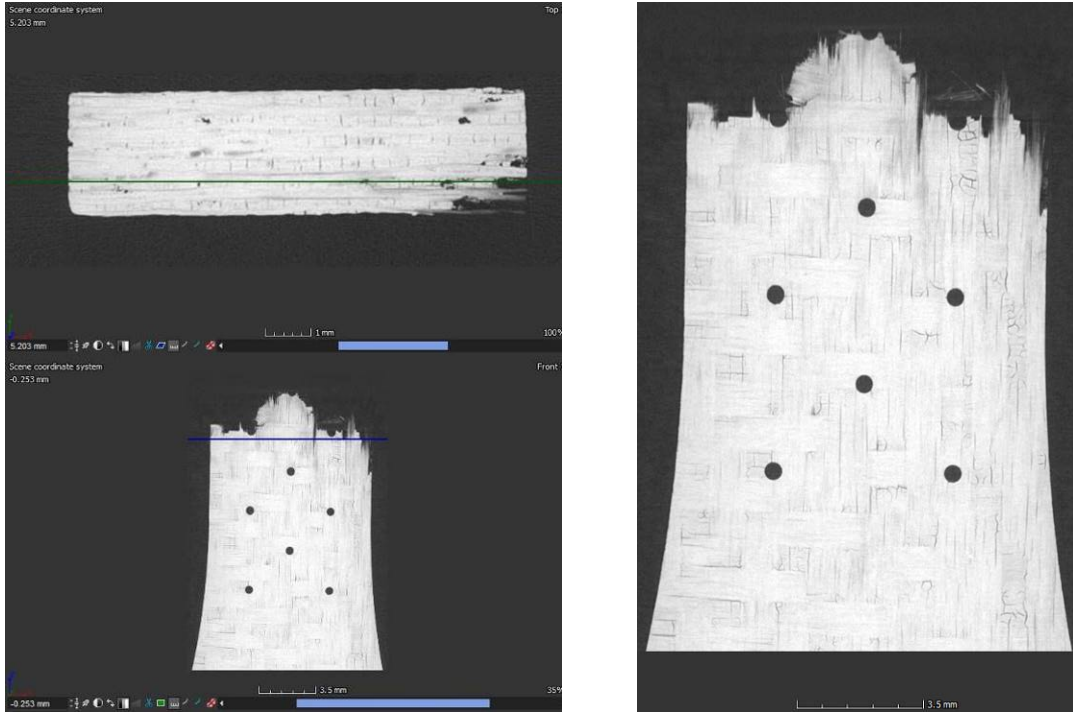 Scene coordinate system
Top
5.203 mm
1 mm
100%
5.203 mm
Scene coordinate system
Front
-0.253 mm
3.5 mm
35%
-0.253 mm
3.5 mm